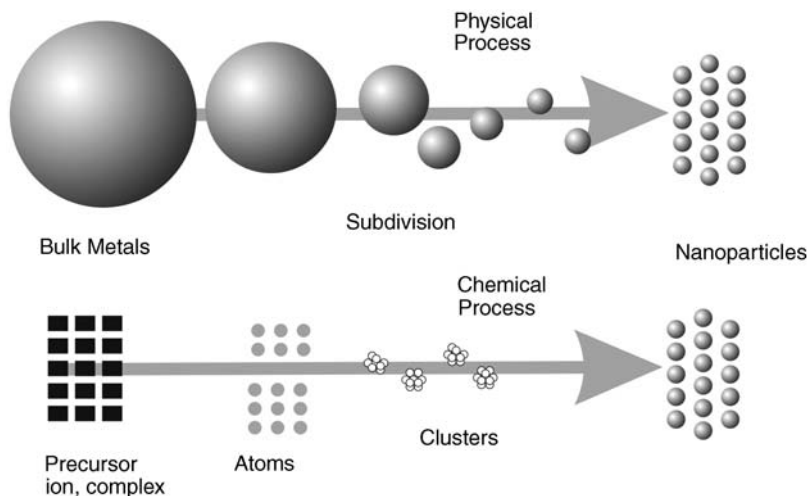 Physical
Process
Subdivision
Bulk Metals
Nanoparticles
Chemical
Process
Clusters
Atoms
Precursor
ion, complex